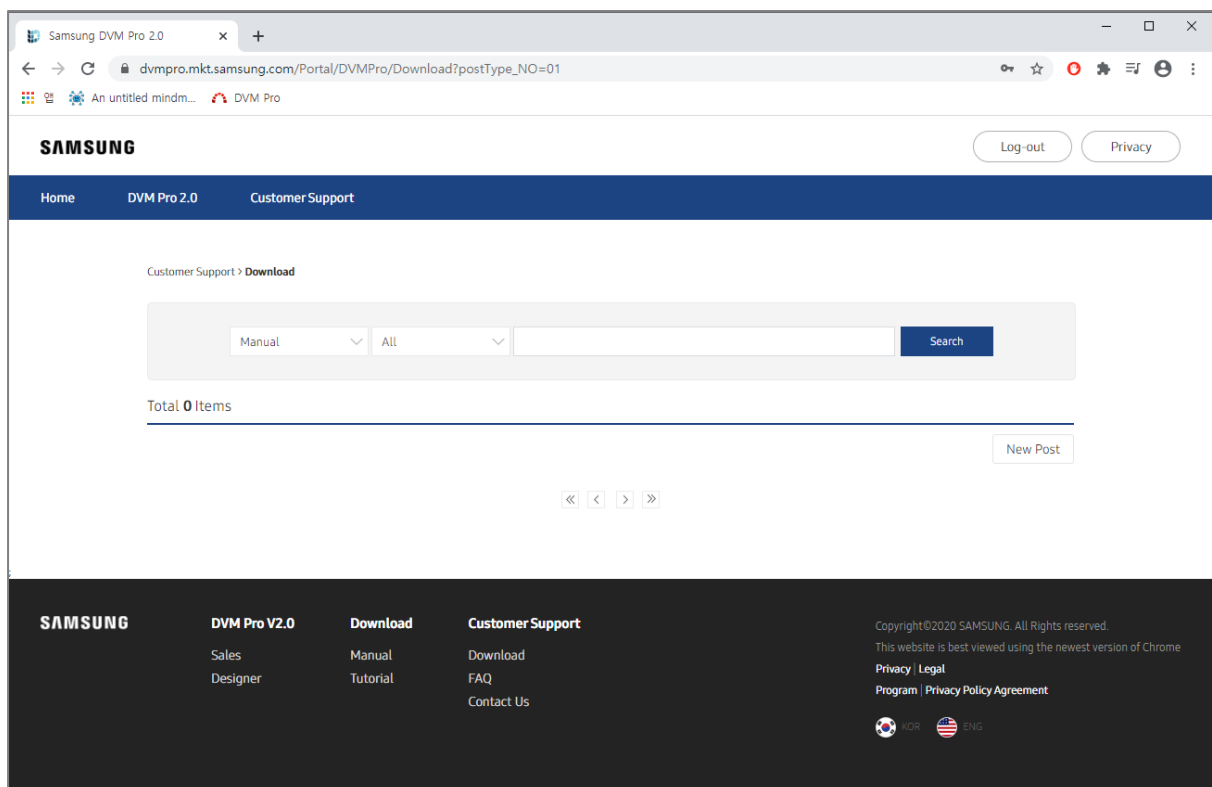 Samsung DVM Pro 2.0
dvmpro.mkt.samsung.com/Portal/DVMPro/Download?postType_NO=01
앱 An untitled mindm... DVM Pro
SAMSUNG Log-out Privacy
Home DVM Pro 2.0 Customer Support
Customer Support > Download
Manual All Search
Total 0 Items
New Post
« < > »
;
SAMSUNG DVM Pro V2.0 Download Customer Support
Sales Manual Download
Designer Tutorial FAQ
Contact Us
Copyright©2020 SAMSUNG. All Rights reserved.
This website is best viewed using the newest version of Chrome
Privacy | Legal
Program | Privacy Policy Agreement
KOR ENG